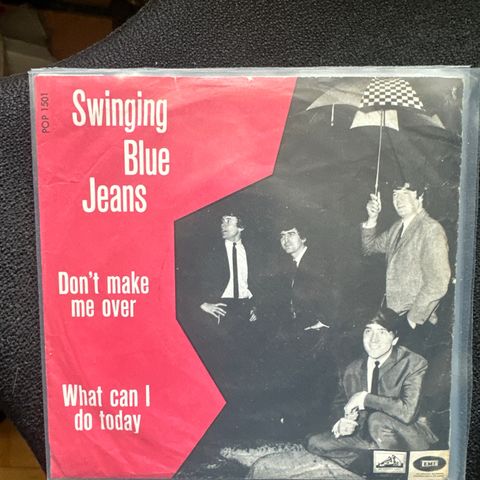 POP 1501
Swinging
Blue
Jeans
Don't make
me over
What can I
do today
EMI